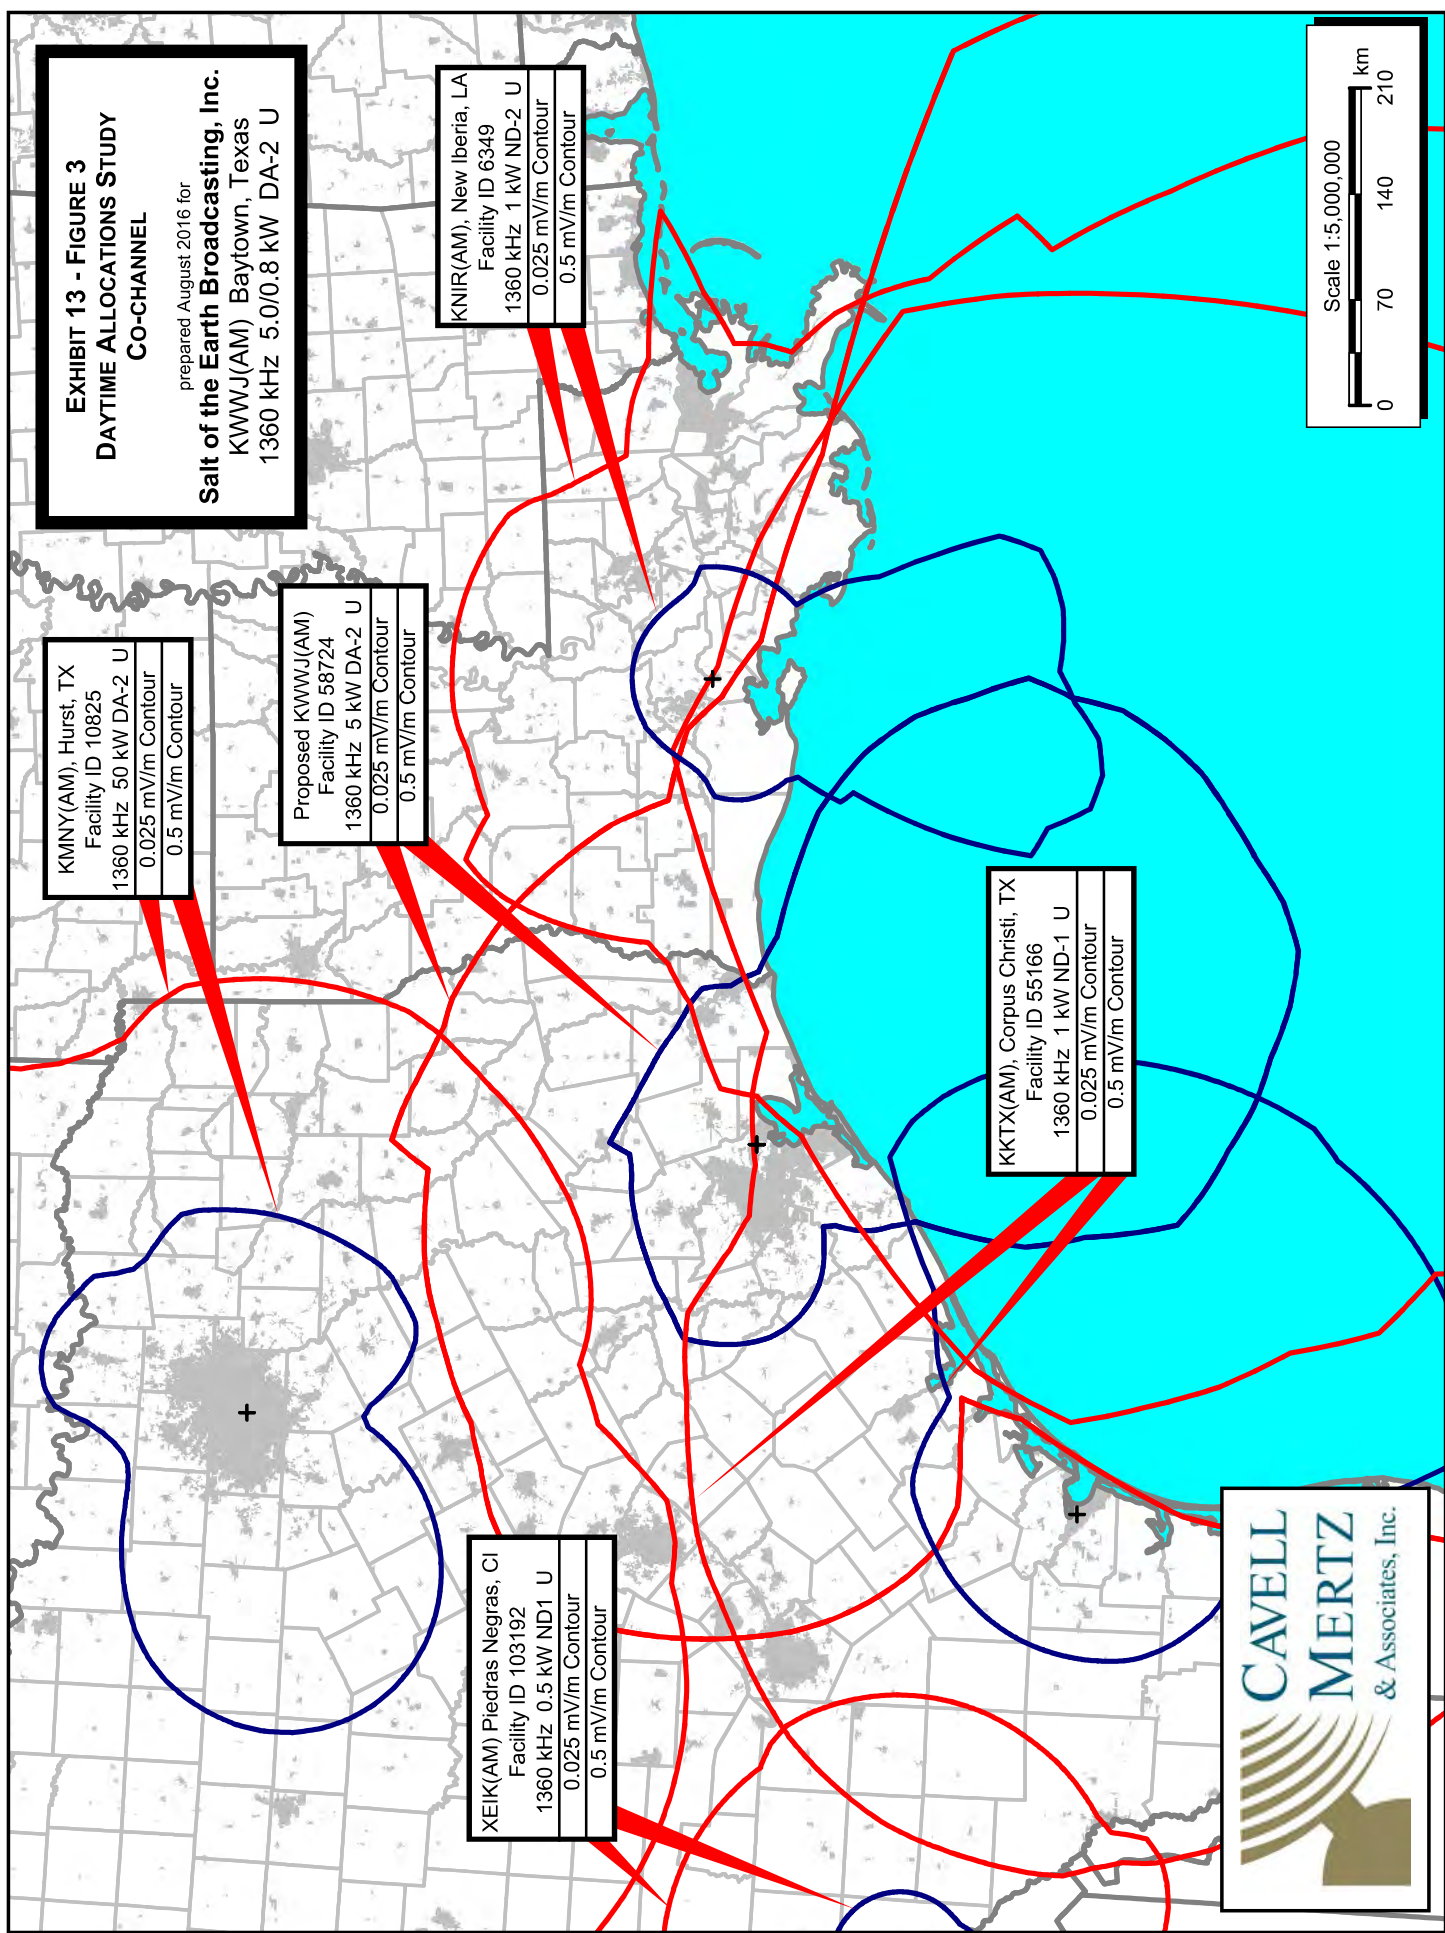 EXHIBIT 13 - FIGURE 3
DAYTIME ALLOCATIONS STUDY
CO-CHANNEL
prepared August 2016 for
Salt of the Earth Broadcasting, Inc.
KWWJ(AM) Baytown, Texas
1360 kHz 5.0/0.8 kW DA-2 U
KMNY(AM), Hurst, TX
Facility ID 10825
1360 kHz 50 kW DA-2 U
0.025 mV/m Contour
0.5 mV/m Contour
Proposed KWWJ(AM)
Facility ID 58724
1360 kHz 5 kW DA-2 U
0.025 mV/m Contour
0.5 mV/m Contour
KNIR(AM), New Iberia, LA
Facility ID 6349
1360 kHz 1 kW ND-2 U
0.025 mV/m Contour
0.5 mV/m Contour
XEIK(AM) Piedras Negras, CI
Facility ID 103192
1360 kHz 0.5 kW ND1 U
0.025 mV/m Contour
0.5 mV/m Contour
KKTX(AM), Corpus Christi, TX
Facility ID 55166
1360 kHz 1 kW ND-1 U
0.025 mV/m Contour
0.5 mV/m Contour
Scale 1:5,000,000
km
0 70 140 210
CAVELL
MERTZ
& Associates, Inc.